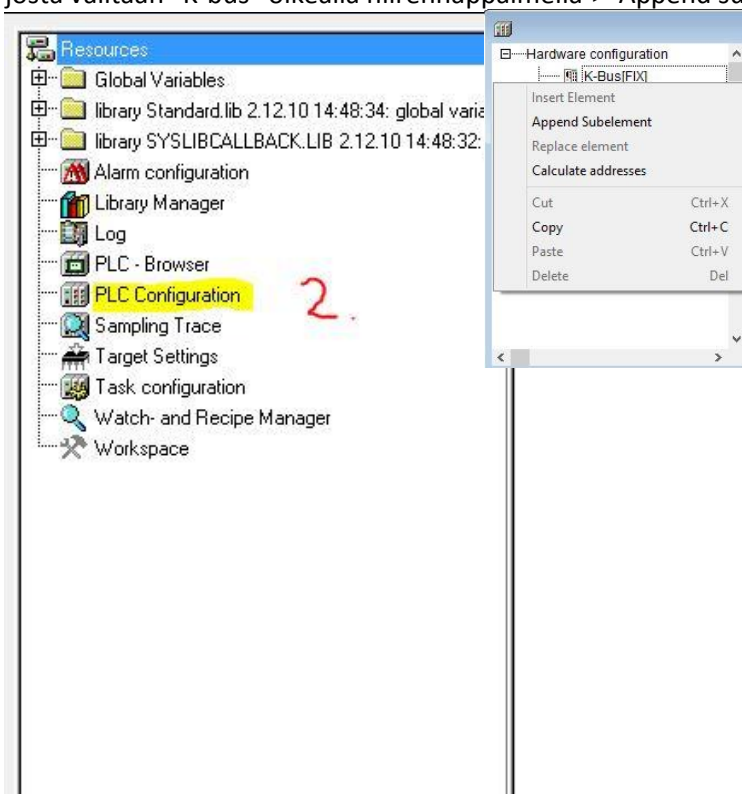 josta valitaan "K-bus" oikealla hiirennäppäimellä > "Append su
Resources
Global Variables
library Standard.lib 2.12.10 14:48:34: global varia
library SYSLIBCALLBACK.LIB 2.12.10 14:48:32:
Alarm configuration
Library Manager
Log
PLC - Browser
PLC Configuration
2.
Sampling Trace
Target Settings
Task configuration
Watch- and Recipe Manager
Workspace
Hardware configuration
K-Bus[FIX]
Insert Element
Append Subelement
Replace element
Calculate addresses
Cut Ctrl+X
Copy Ctrl+C
Paste Ctrl+V
Delete Del